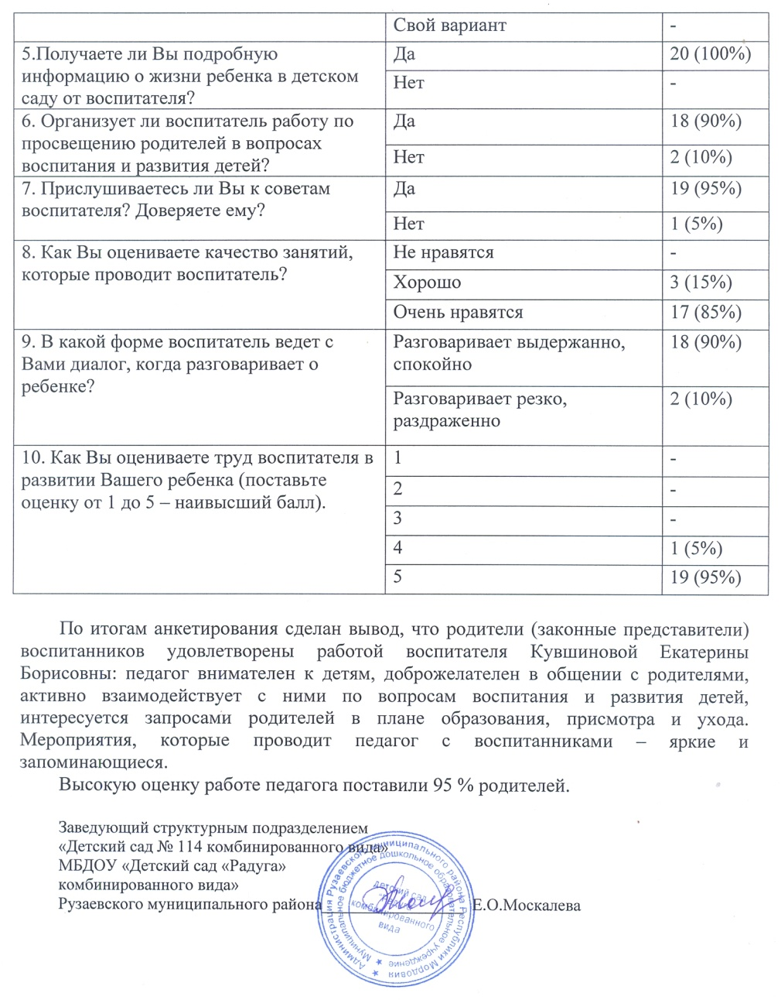 Свой вариант -
5.Получаете ли Вы подробную
информацию о жизни ребенка в детском
саду от воспитателя?
Да 20 (100%)
Нет -
6. Организует ли воспитатель работу по
просвещению родителей в вопросах
воспитания и развития детей?
Да 18 (90%)
Нет 2 (10%)
7. Прислушиваетесь ли Вы к советам
воспитателя? Доверяете ему?
Да 19 (95%)
Нет 1 (5%)
8. Как Вы оцениваете качество занятий,
которые проводит воспитатель?
Не нравятся -
Хорошо 3 (15%)
Очень нравятся 17 (85%)
9. В какой форме воспитатель ведет с
Вами диалог, когда разговаривает о
ребенке?
Разговаривает выдержанно, 18 (90%)
спокойно
Разговаривает резко, 2 (10%)
раздраженно
10. Как Вы оцениваете труд воспитателя в
развитии Вашего ребенка (поставьте
оценку от 1 до 5 – наивысший балл).
1 -
2 -
3 -
4 1 (5%)
5 19 (95%)
По итогам анкетирования сделан вывод, что родители (законные представители)
воспитанников удовлетворены работой воспитателя Кувшиновой Екатерины
Борисовны: педагог внимателен к детям, доброжелателен в общении с родителями,
активно взаимодействует с ними по вопросам воспитания и развития детей,
интересуется запросами родителей в плане образования, присмотра и ухода.
Мероприятия, которые проводит педагог с воспитанниками – яркие и
запоминающиеся.
Высокую оценку работе педагога поставили 95 % родителей.
Заведующий структурным подразделением
«Детский сад № 114 комбинированного вида»
МБДОУ «Детский сад «Радуга»
комбинированного вида»
Рузаевского муниципального района Е.О.Москалева
Администрация Рузаевского муниципального района Республики Мордовия
Муниципальное бюджетное дошкольное образовательное учреждение
детский сад
комбинированного
вида